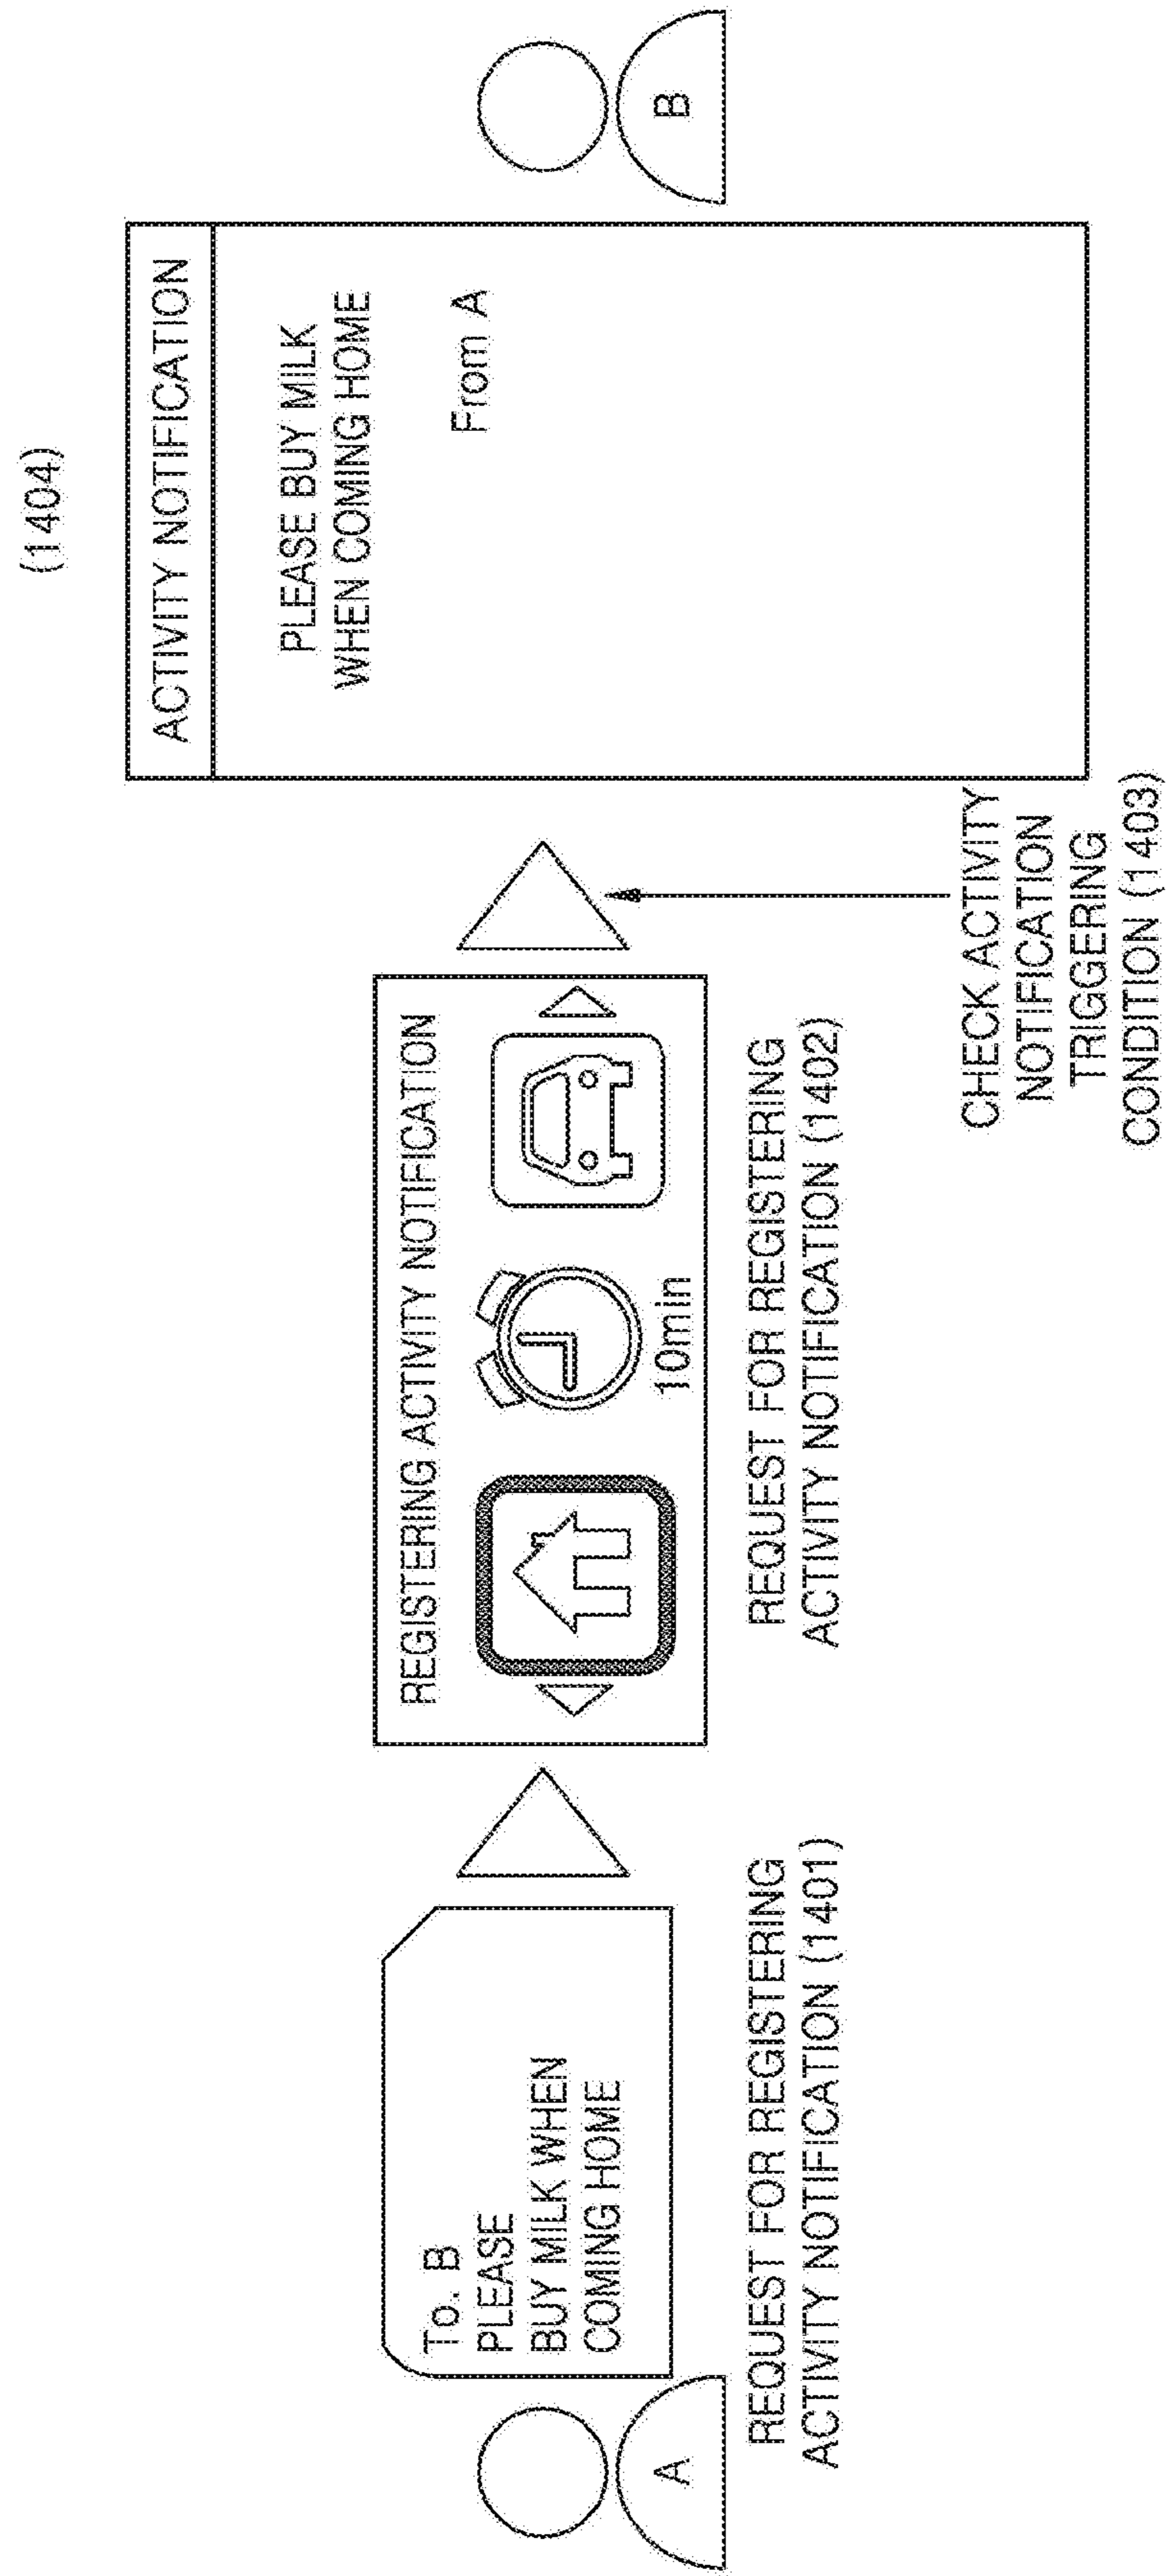 To. B
PLEASE
BUY MILK WHEN
COMING HOME
A
REQUEST FOR REGISTERING
ACTIVITY NOTIFICATION (1401)
REGISTERING ACTIVITY NOTIFICATION
10min
REQUEST FOR REGISTERING
ACTIVITY NOTIFICATION (1402)
CHECK ACTIVITY
NOTIFICATION
TRIGGERING
CONDITION (1403)
(1404)
ACTIVITY NOTIFICATION
PLEASE BUY MILK
WHEN COMING HOME
From A
B